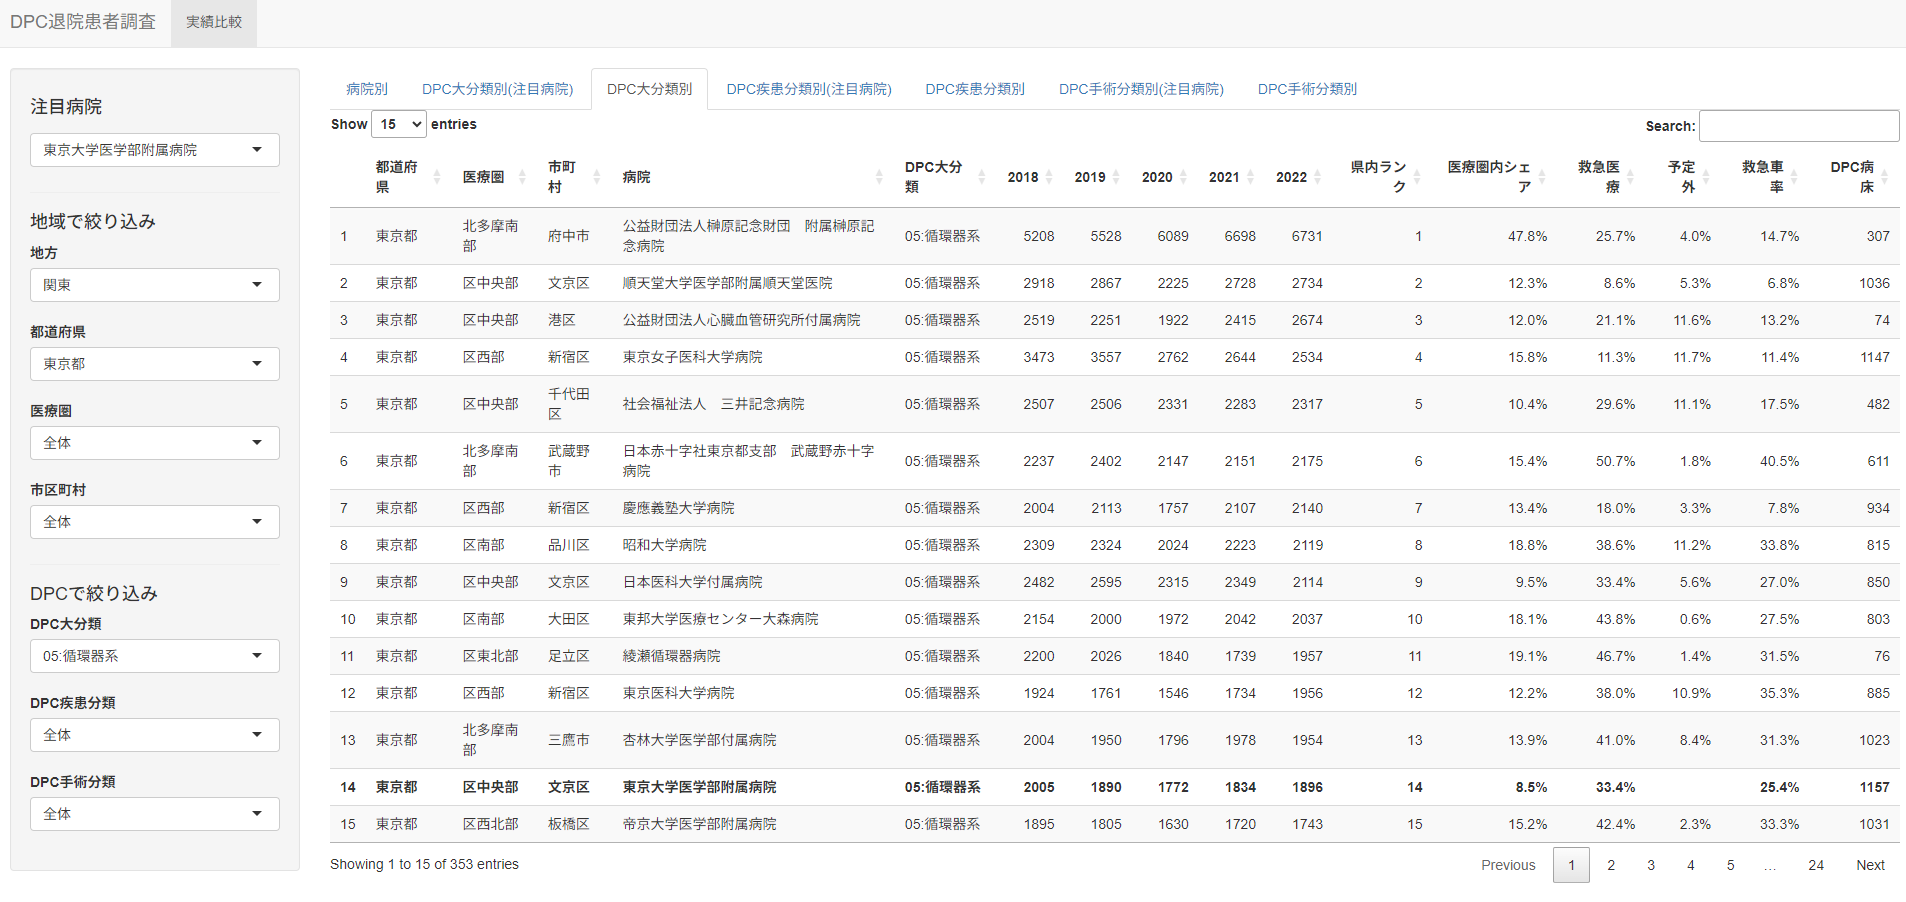 DPC退院患者調査 実績比較
注目病院
東京大学医学部附属病院
地域で絞り込み
地方
関東
都道府県
東京都
医療圏
全体
市区町村
全体
DPCで絞り込み
DPC大分類
05:循環器系
DPC疾患分類
全体
DPC手術分類
全体
病院別 DPC大分類別(注目病院) DPC大分類別 DPC疾患分類別(注目病院) DPC疾患分類別 DPC手術分類別(注目病院) DPC手術分類別
Show 15 entries Search:
都道府県 医療圏 市町村 病院 DPC大分類 2018 2019 2020 2021 2022 県内ランク 医療圏内シェア 救急医療 予定外 救急車率 DPC病床
1 東京都 北多摩南部 府中市 公益財団法人榊原記念財団　附属榊原記念病院 05:循環器系 5208 5528 6089 6698 6731 1 47.8% 25.7% 4.0% 14.7% 307
2 東京都 区中央部 文京区 順天堂大学医学部附属順天堂医院 05:循環器系 2918 2867 2225 2728 2734 2 12.3% 8.6% 5.3% 6.8% 1036
3 東京都 区中央部 港区 公益財団法人心臓血管研究所付属病院 05:循環器系 2519 2251 1922 2415 2674 3 12.0% 21.1% 11.6% 13.2% 74
4 東京都 区西部 新宿区 東京女子医科大学病院 05:循環器系 3473 3557 2762 2644 2534 4 15.8% 11.3% 11.7% 11.4% 1147
5 東京都 区中央部 千代田区 社会福祉法人　三井記念病院 05:循環器系 2507 2506 2331 2283 2317 5 10.4% 29.6% 11.1% 17.5% 482
6 東京都 北多摩南部 武蔵野市 日本赤十字社東京都支部　武蔵野赤十字病院 05:循環器系 2237 2402 2147 2151 2175 6 15.4% 50.7% 1.8% 40.5% 611
7 東京都 区西部 新宿区 慶應義塾大学病院 05:循環器系 2004 2113 1757 2107 2140 7 13.4% 18.0% 3.3% 7.8% 934
8 東京都 区南部 品川区 昭和大学病院 05:循環器系 2309 2324 2024 2223 2119 8 18.8% 38.6% 11.2% 33.8% 815
9 東京都 区中央部 文京区 日本医科大学付属病院 05:循環器系 2482 2595 2315 2349 2114 9 9.5% 33.4% 5.6% 27.0% 850
10 東京都 区南部 大田区 東邦大学医療センター大森病院 05:循環器系 2154 2000 1972 2042 2037 10 18.1% 43.8% 0.6% 27.5% 803
11 東京都 区東北部 足立区 綾瀬循環器病院 05:循環器系 2200 2026 1840 1739 1957 11 19.1% 46.7% 1.4% 31.5% 76
12 東京都 区西部 新宿区 東京医科大学病院 05:循環器系 1924 1761 1546 1734 1956 12 12.2% 38.0% 10.9% 35.3% 885
13 東京都 北多摩南部 三鷹市 杏林大学医学部付属病院 05:循環器系 2004 1950 1796 1978 1954 13 13.9% 41.0% 8.4% 31.3% 1023
14 東京都 区中央部 文京区 東京大学医学部附属病院 05:循環器系 2005 1890 1772 1834 1896 14 8.5% 33.4% 25.4% 1157
15 東京都 区西北部 板橋区 帝京大学医学部附属病院 05:循環器系 1895 1805 1630 1720 1743 15 15.2% 42.4% 2.3% 33.3% 1031
Showing 1 to 15 of 353 entries Previous 1 2 3 4 5 … 24 Next